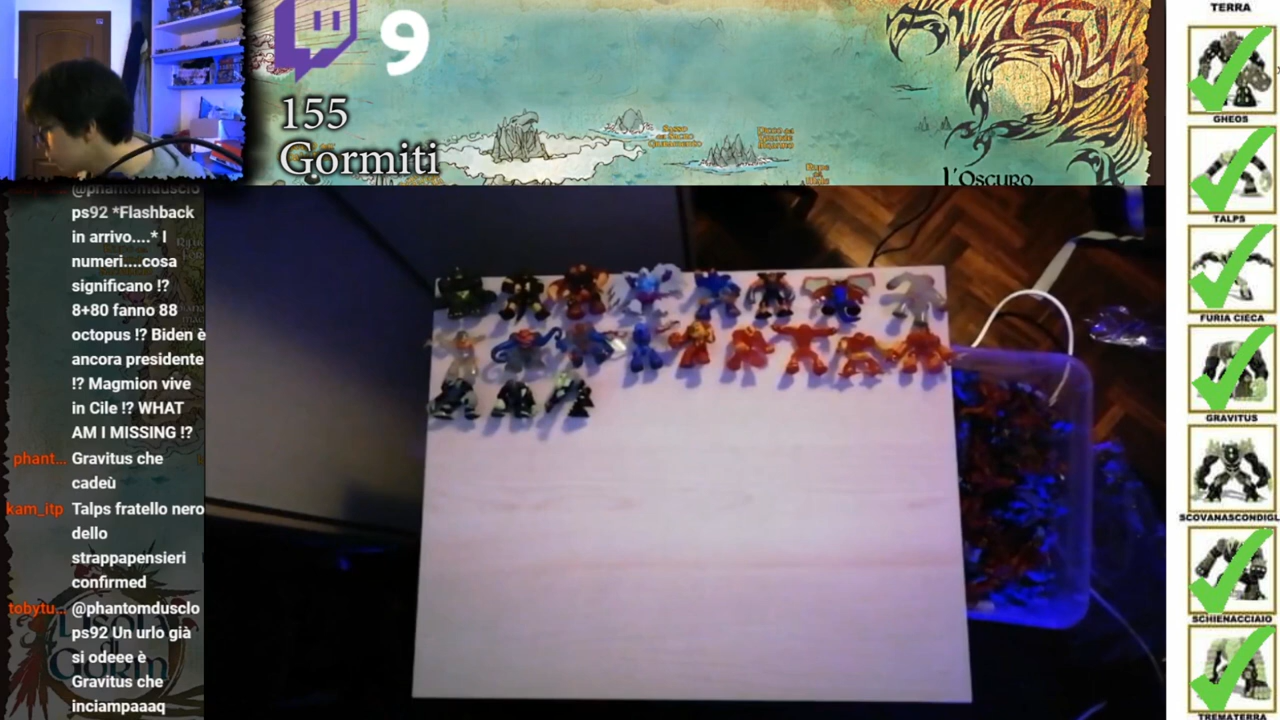 9
155
Gormiti
L'OSCURO
@phantomdusclo
ps92 *Flashback
in arrivo....* I
numeri....cosa
significano !?
8+80 fanno 88
octopus !? Biden è
ancora presidente
!? Magmion vive
in Cile !? WHAT
AM I MISSING !?
phant... Gravitus che
cadeù
kam_itp Talps fratello nero
dello
strappapensieri
confirmed
tobytu... @phantomdusclo
ps92 Un urlo già
si odeee è
Gravitus che
inciampaaaq
TERRA
GHEOS
TALPS
FURIA CIECA
GRAVITUS
SCOVANASCONDIGL
SCHIENACCIAIO
TREMATERRA